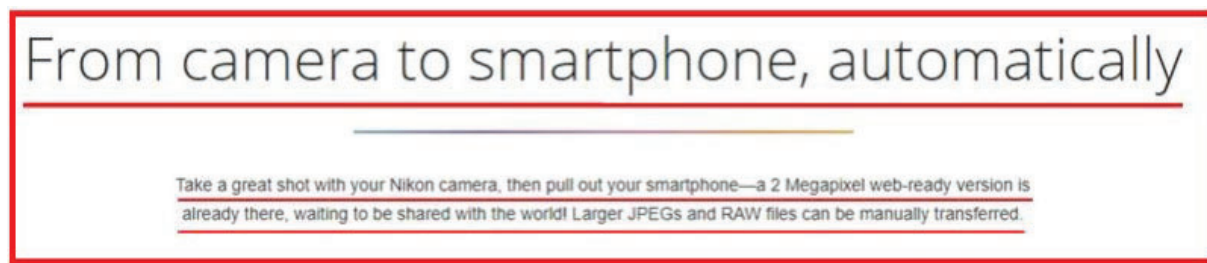 From camera to smartphone, automatically
Take a great shot with your Nikon camera, then pull out your smartphone—a 2 Megapixel web-ready version is
already there, waiting to be shared with the world! Larger JPEGs and RAW files can be manually transferred.